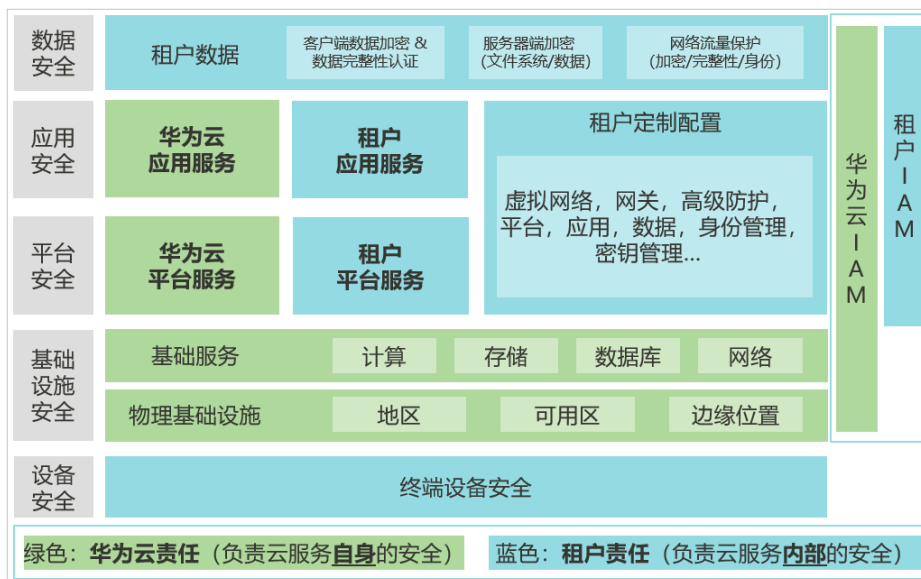 数据
安全
租户数据
客户端数据加密 &
数据完整性认证
服务器端加密
(文件系统/数据)
网络流量保护
(加密/完整性/身份)
应用
安全
华为云
应用服务
租户
应用服务
租户定制配置
虚拟网络，网关，高级防护，
平台，应用，数据，身份管理，
密钥管理...
平台
安全
华为云
平台服务
租户
平台服务
基础
设施
安全
基础服务
计算
存储
数据库
网络
物理基础设施
地区
可用区
边缘位置
设备
安全
终端设备安全
华为云IAM
租户IAM
绿色：华为云责任（负责云服务自身的安全）
蓝色：租户责任（负责云服务内部的安全）